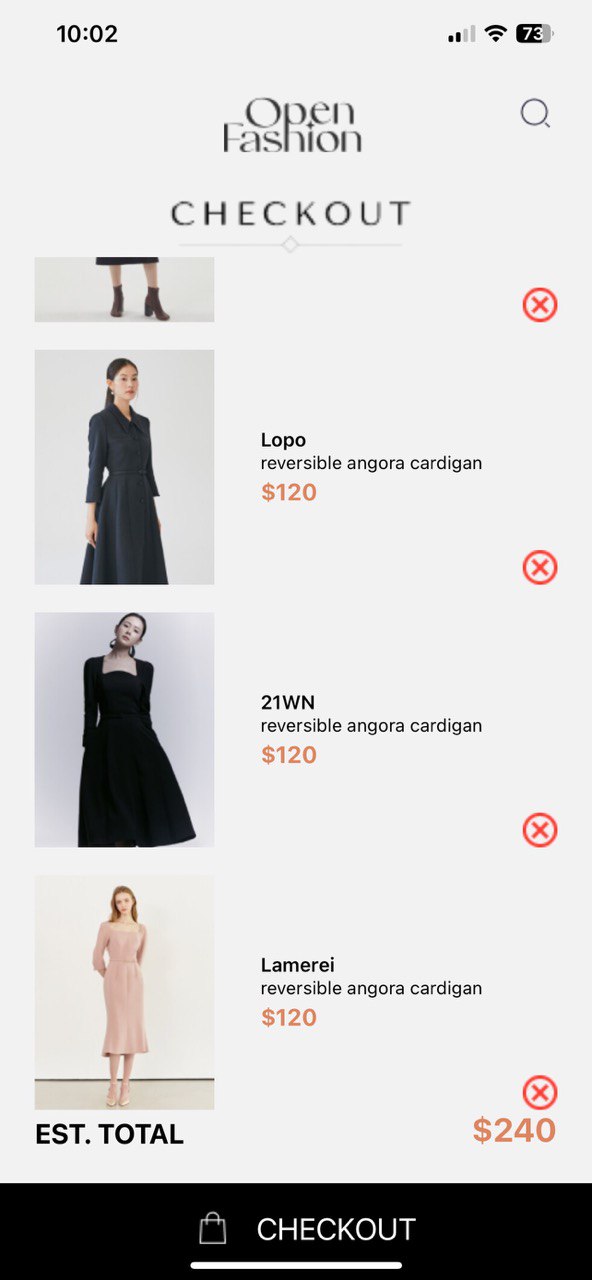 10:02
73
Open
Fashion
CHECKOUT
Lopo
reversible angora cardigan
$120
21WN
reversible angora cardigan
$120
Lamerei
reversible angora cardigan
$120
EST. TOTAL
$240
CHECKOUT